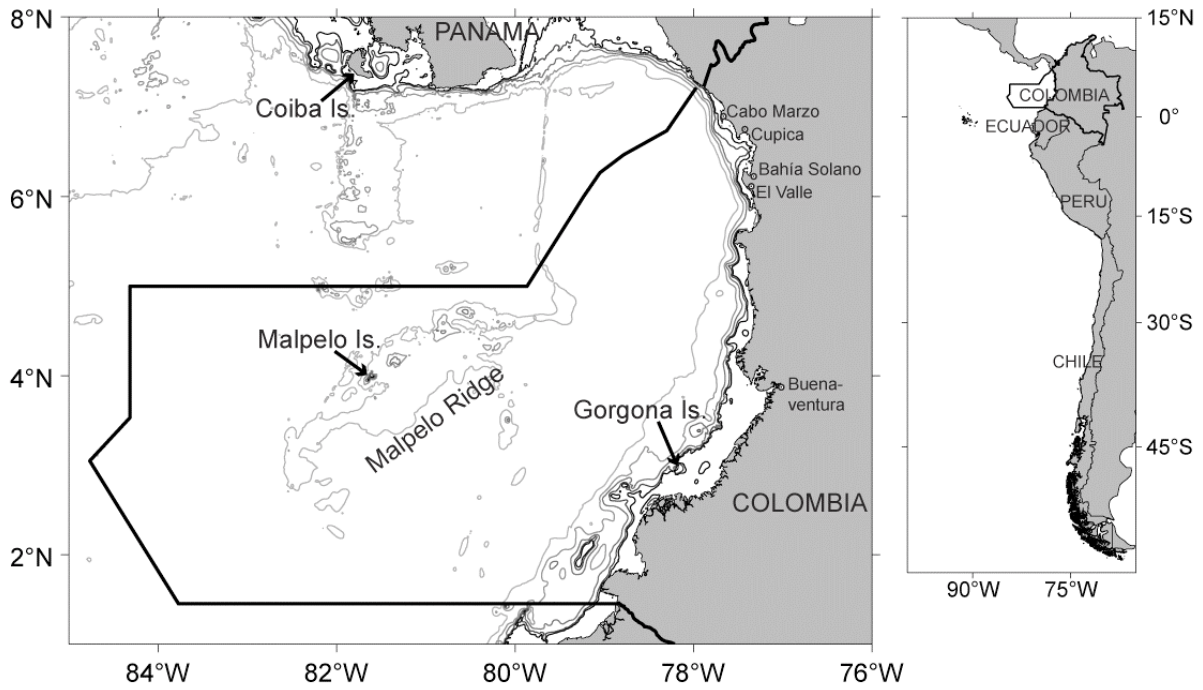 8°N
6°N
4°N
2°N
84°W
82°W
80°W
78°W
76°W
PANAMA
Coiba Is.
Cabo Marzo
Cupica
Bahía Solano
El Valle
Malpelo Is.
Malpelo Ridge
Gorgona Is.
Buena-
ventura
COLOMBIA
15°N
0°
15°S
30°S
45°S
90°W
75°W
COLOMBIA
ECUADOR
PERU
CHILE